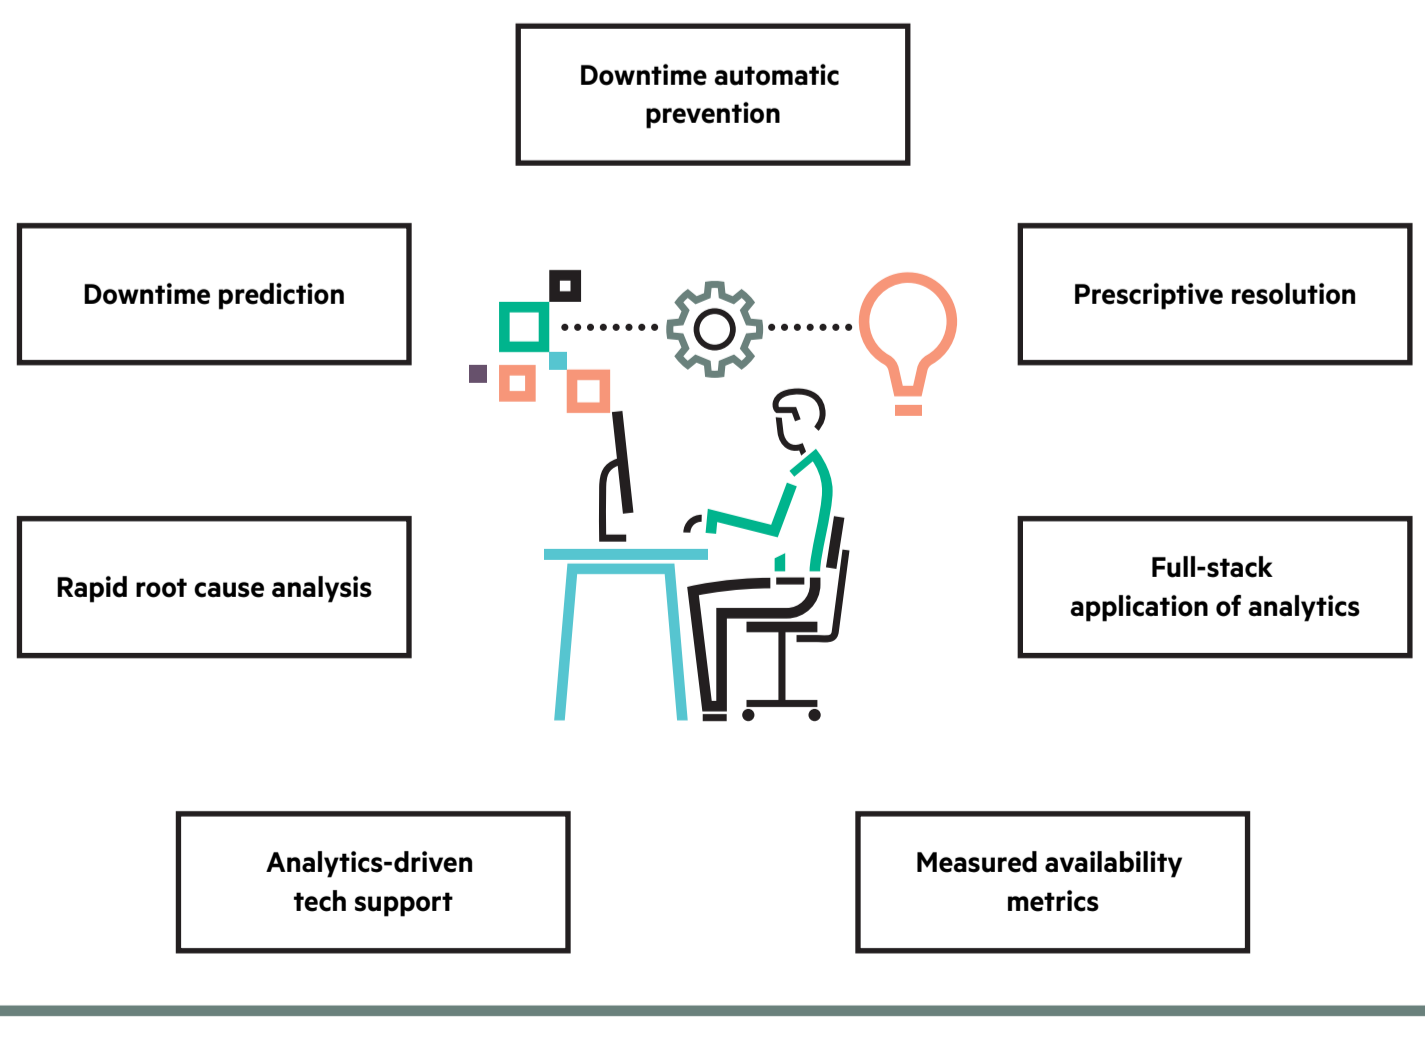 Downtime automatic
prevention
Downtime prediction
Prescriptive resolution
Rapid root cause analysis
Full-stack
application of analytics
Analytics-driven
tech support
Measured availability
metrics